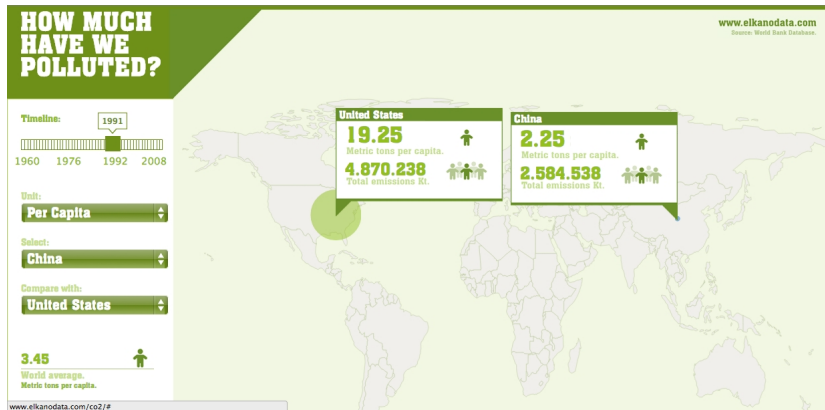 HOW MUCH
HAVE WE
POLLUTED?
www.elkanodata.com
Source: World Bank Database.
Timeline:
1991
1960 1976 1992 2008
Unit:
Per Capita
Select:
China
Compare with:
United States
3.45
World average.
Metric tons per capita.
United States
19.25
Metric tons per capita.
4.870.238
Total emissions Kt.
China
2.25
Metric tons per capita.
2.584.538
Total emissions Kt.
www.elkanodata.com/co2/#